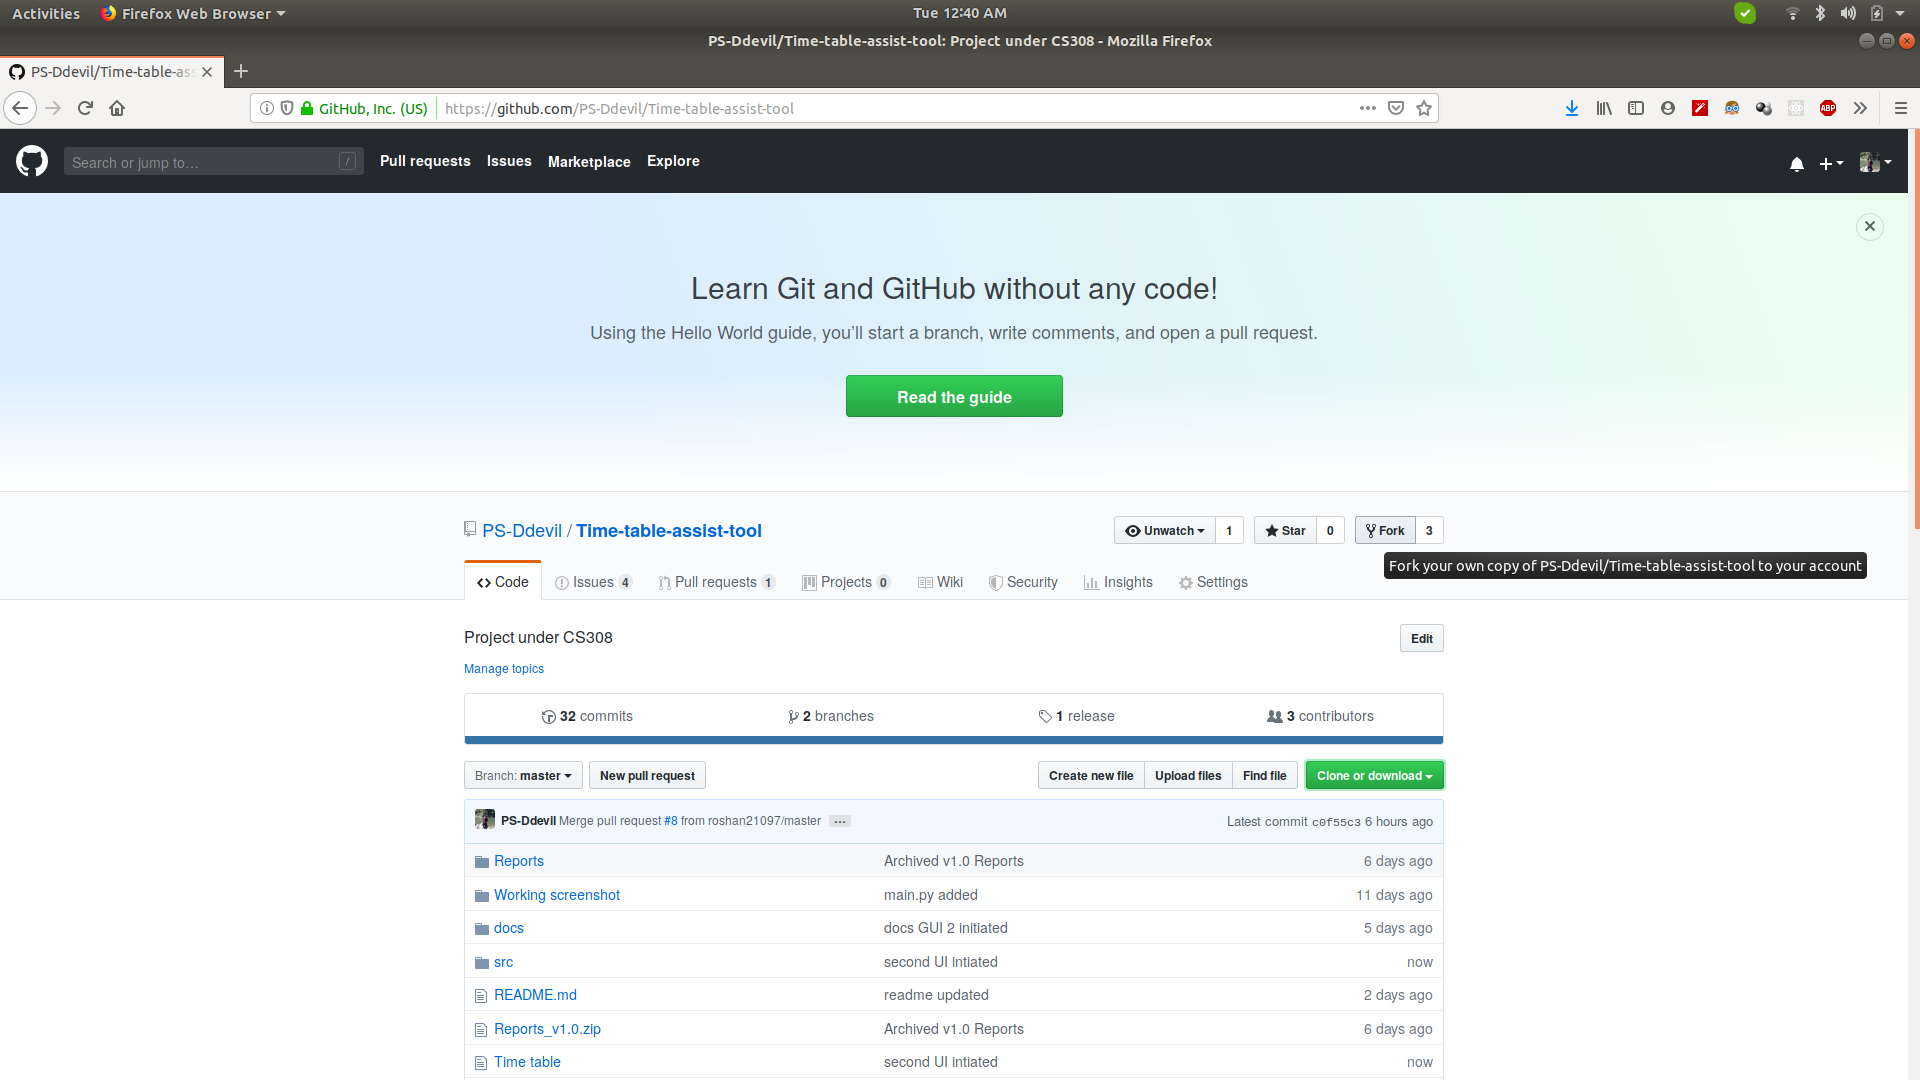 Activities Firefox Web Browser Tue 12:40 AM
PS-Ddevil/Time-table-assist-tool: Project under CS308 - Mozilla Firefox
PS-Ddevil/Time-table-ass
GitHub, Inc. (US) https://github.com/PS-Ddevil/Time-table-assist-tool ABP
Search or jump to… / Pull requests Issues Marketplace Explore
Learn Git and GitHub without any code!
Using the Hello World guide, you’ll start a branch, write comments, and open a pull request.
Read the guide
PS-Ddevil / Time-table-assist-tool Unwatch 1 Star 0 Fork 3
Fork your own copy of PS-Ddevil/Time-table-assist-tool to your account
Code Issues 4 Pull requests 1 Projects 0 Wiki Security Insights Settings
Project under CS308 Edit
Manage topics
32 commits 2 branches 1 release 3 contributors
Branch: master New pull request Create new file Upload files Find file Clone or download
PS-Ddevil Merge pull request #8 from roshan21097/master … Latest commit c0f55c3 6 hours ago
Reports Archived v1.0 Reports 6 days ago
Working screenshot main.py added 11 days ago
docs docs GUI 2 initiated 5 days ago
src second UI intiated now
README.md readme updated 2 days ago
Reports_v1.0.zip Archived v1.0 Reports 6 days ago
Time table second UI intiated now